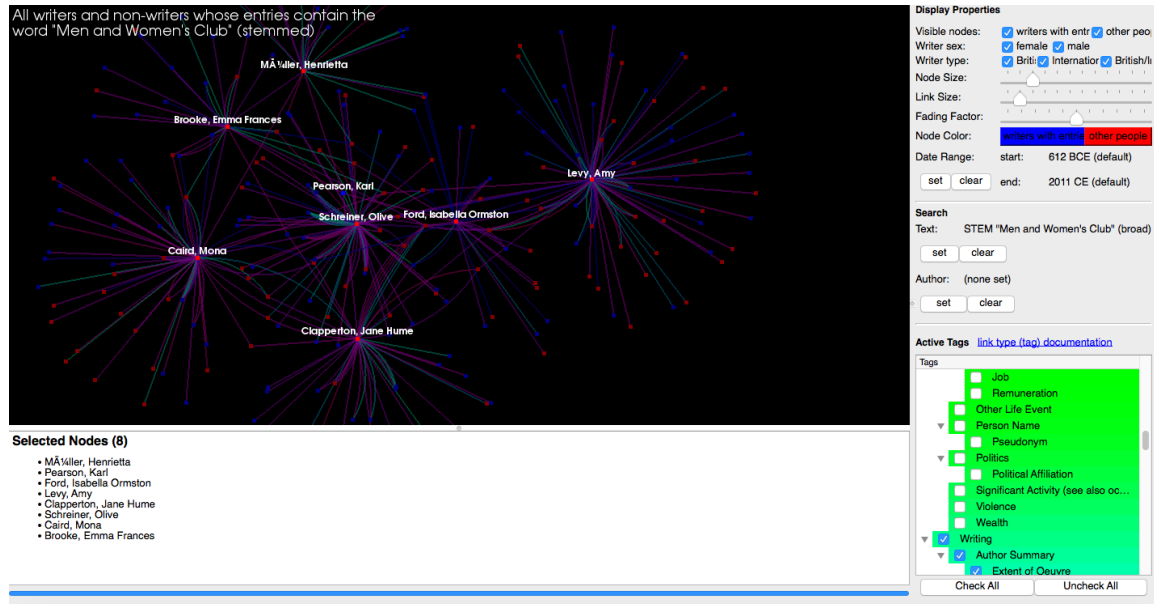 All writers and non-writers whose entries contain the
word "Men and Women's Club" (stemmed)
MÃ¼ller, Henrietta
Brooke, Emma Frances
Levy, Amy
Pearson, Karl
Schreiner, Olive
Ford, Isabella Ormston
Caird, Mona
Clapperton, Jane Hume
Selected Nodes (8)
• MÃ¼ller, Henrietta
• Pearson, Karl
• Ford, Isabella Ormston
• Levy, Amy
• Clapperton, Jane Hume
• Schreiner, Olive
• Caird, Mona
• Brooke, Emma Frances
Display Properties
Visible nodes: writers with entr other peo
Writer sex: female male
Writer type: Briti Internation British/I
Node Size:
Link Size:
Fading Factor:
Node Color: writers with entrie other people
Date Range: start: 612 BCE (default)
set clear end: 2011 CE (default)
Search
Text: STEM "Men and Women's Club" (broad)
set clear
Author: (none set)
set clear
Active Tags link type (tag) documentation
Tags
Job
Remuneration
Other Life Event
Person Name
Pseudonym
Politics
Political Affiliation
Significant Activity (see also oc...
Violence
Wealth
Writing
Author Summary
Extent of Oeuvre
Check All Uncheck All